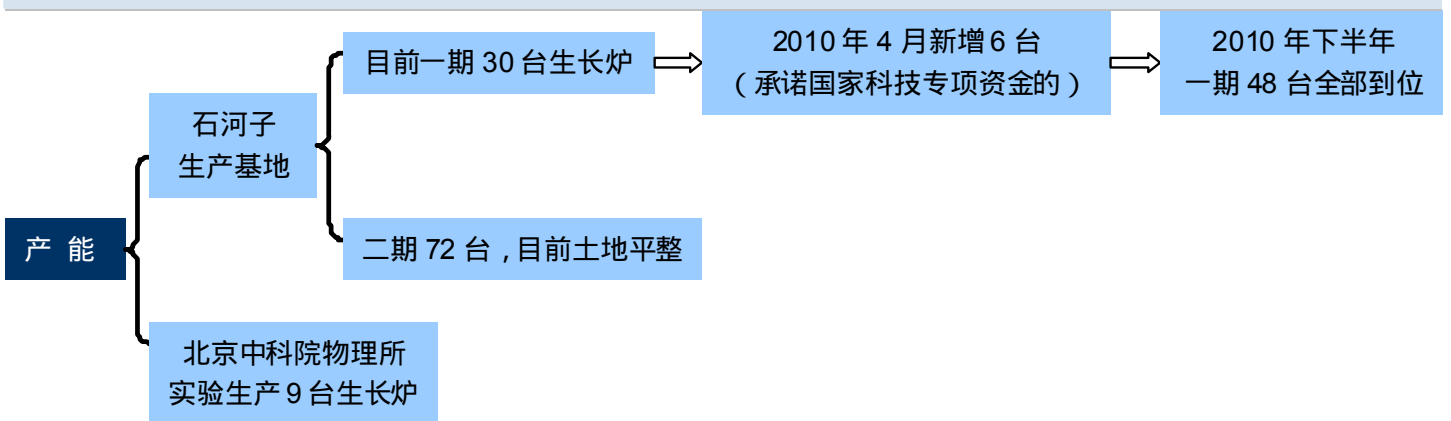 目前一期 30 台生长炉
2010 年 4 月新增 6 台
（承诺国家科技专项资金的）
2010 年下半年
一期 48 台全部到位
石河子
生产基地
产 能
二期 72 台，目前土地平整
北京中科院物理所
实验生产 9 台生长炉